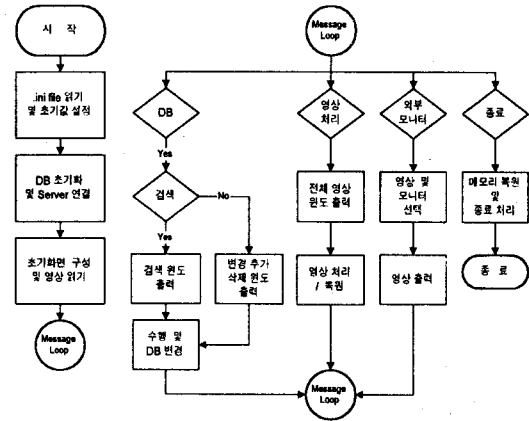 시 작
.ini file 읽기
및 초기값 설정
DB 초기화
및 Server 연결
초기화면 구성
및 영상 읽기
Message
Loop
Message
Loop
DB
영상
처리
외부
모니터
종료
Yes
검색
No
Yes
전체 영상
윈도 출력
영상 및
모니터
선택
메모리 복원
및
종료 처리
검색 윈도
출력
변경 추가
삭제 윈도
출력
영상 처리
/ 복원
영상 출력
종 료
수행 및
DB 변경
Message
Loop